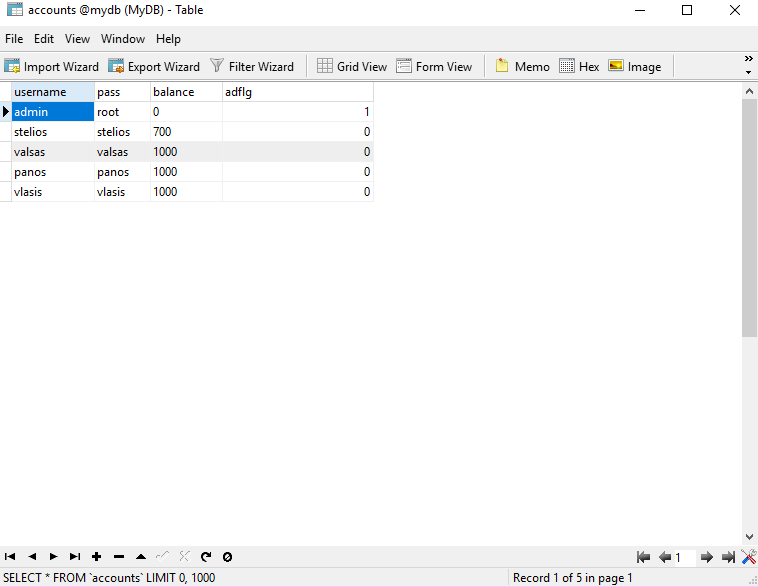 accounts @mydb (MyDB) - Table
File Edit View Window Help
Import Wizard Export Wizard Filter Wizard Grid View Form View Memo Hex Image »
username pass balance adflg
admin root 0 1
stelios stelios 700 0
valsas valsas 1000 0
panos panos 1000 0
vlasis vlasis 1000 0
1
SELECT * FROM `accounts` LIMIT 0, 1000 Record 1 of 5 in page 1